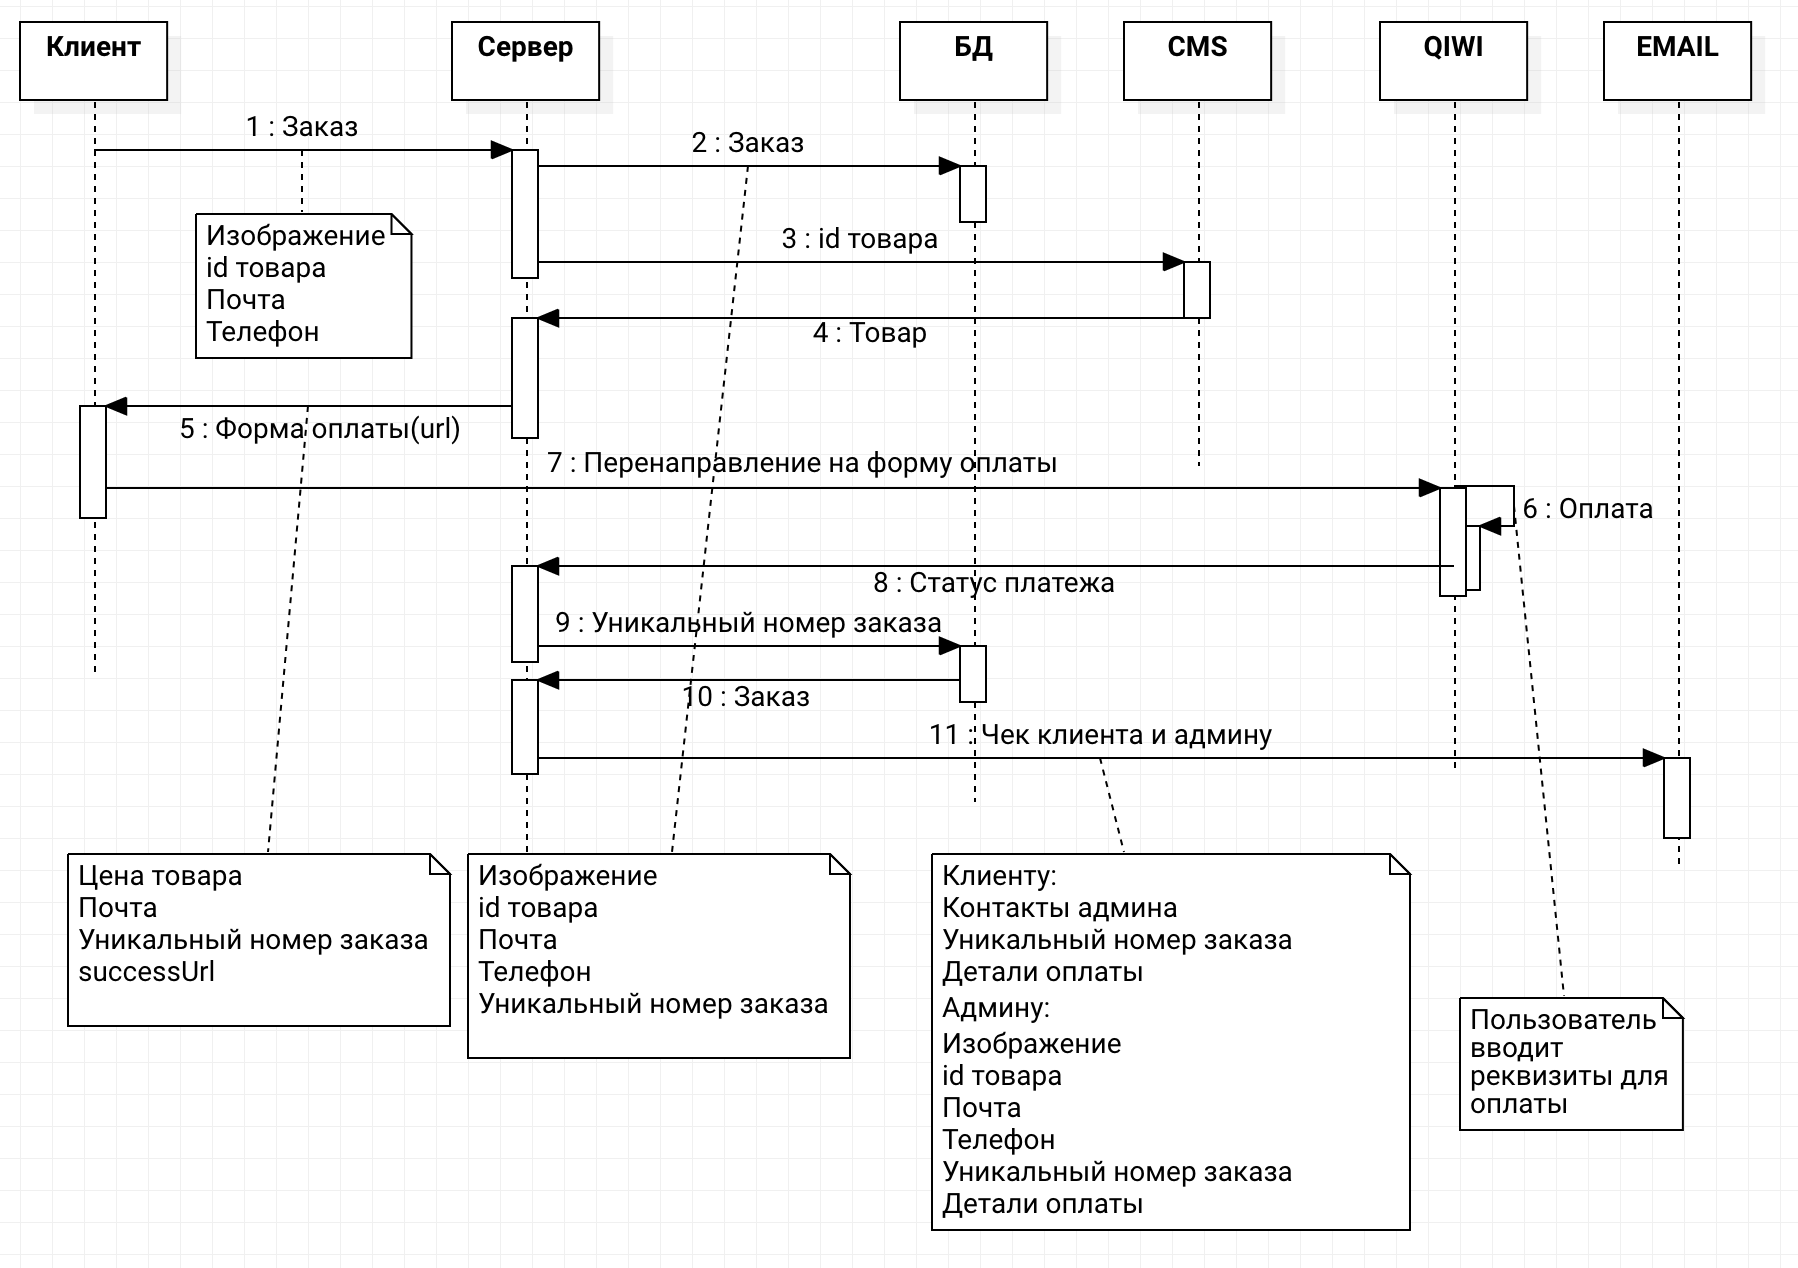 Клиент
Сервер
БД
CMS
QIWI
EMAIL
1 : Заказ
2 : Заказ
Изображение
id товара
Почта
Телефон
3 : id товара
4 : Товар
5 : Форма оплаты(url)
7 : Перенаправление на форму оплаты
6 : Оплата
8 : Статус платежа
9 : Уникальный номер заказа
10 : Заказ
11 : Чек клиента и админу
Цена товара
Почта
Уникальный номер заказа
successUrl
Изображение
id товара
Почта
Телефон
Уникальный номер заказа
Клиенту:
Контакты админа
Уникальный номер заказа
Детали оплаты
Админу:
Изображение
id товара
Почта
Телефон
Уникальный номер заказа
Детали оплаты
Пользователь
вводит
реквизиты для
оплаты